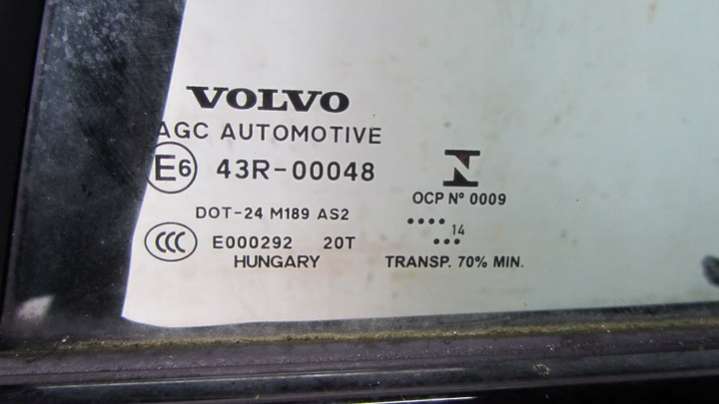 VOLVO
AGC AUTOMOTIVE
E6 43R-00048
OCP Nº 0009
DOT-24 M189 AS2
14
CCC E000292 20T
HUNGARY
TRANSP. 70% MIN.